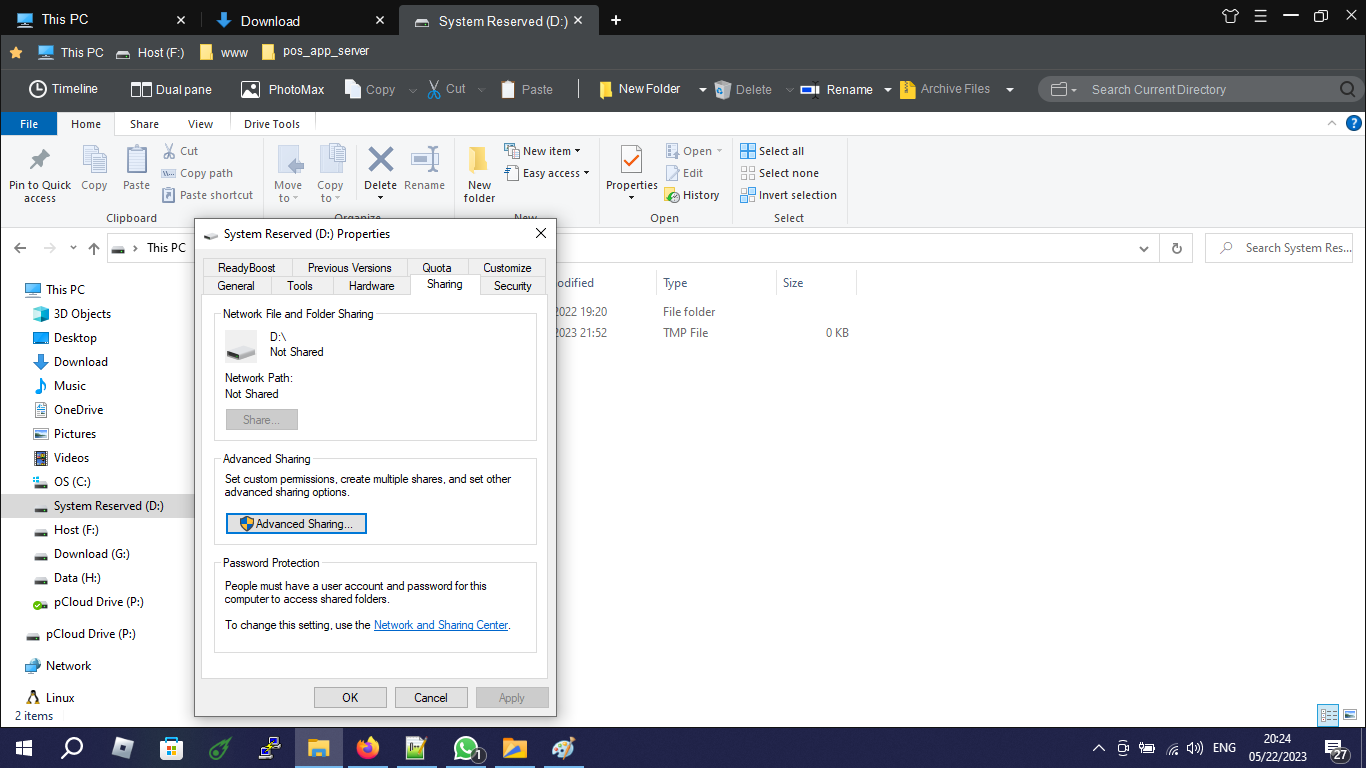 This PC
Download
System Reserved (D:)
This PC
Host (F:)
www
pos_app_server
Timeline
Dual pane
PhotoMax
Copy
Cut
Paste
New Folder
Delete
Rename
Archive Files
Search Current Directory
File
Home
Share
View
Drive Tools
Pin to Quick
access
Copy
Paste
Cut
Copy path
Paste shortcut
Clipboard
Move
to
Copy
to
Delete
Rename
Organize
New
folder
New item
Easy access
New
Properties
Open
Edit
History
Open
Select all
Select none
Invert selection
Select
This PC
Search System Res...
This PC
3D Objects
Desktop
Download
Music
OneDrive
Pictures
Videos
OS (C:)
System Reserved (D:)
Host (F:)
Download (G:)
Data (H:)
pCloud Drive (P:)
pCloud Drive (P:)
Network
Linux
2 items
System Reserved (D:) Properties
ReadyBoost
Previous Versions
Quota
Customize
General
Tools
Hardware
Sharing
Security
Network File and Folder Sharing
D:\
Not Shared
Network Path:
Not Shared
Share...
Advanced Sharing
Set custom permissions, create multiple shares, and set other
advanced sharing options.
Advanced Sharing...
Password Protection
People must have a user account and password for this
computer to access shared folders.
To change this setting, use the Network and Sharing Center.
OK
Cancel
Apply
odified
Type
Size
2022 19:20
File folder
2023 21:52
TMP File
0 KB
1
ENG
20:24
05/22/2023
27